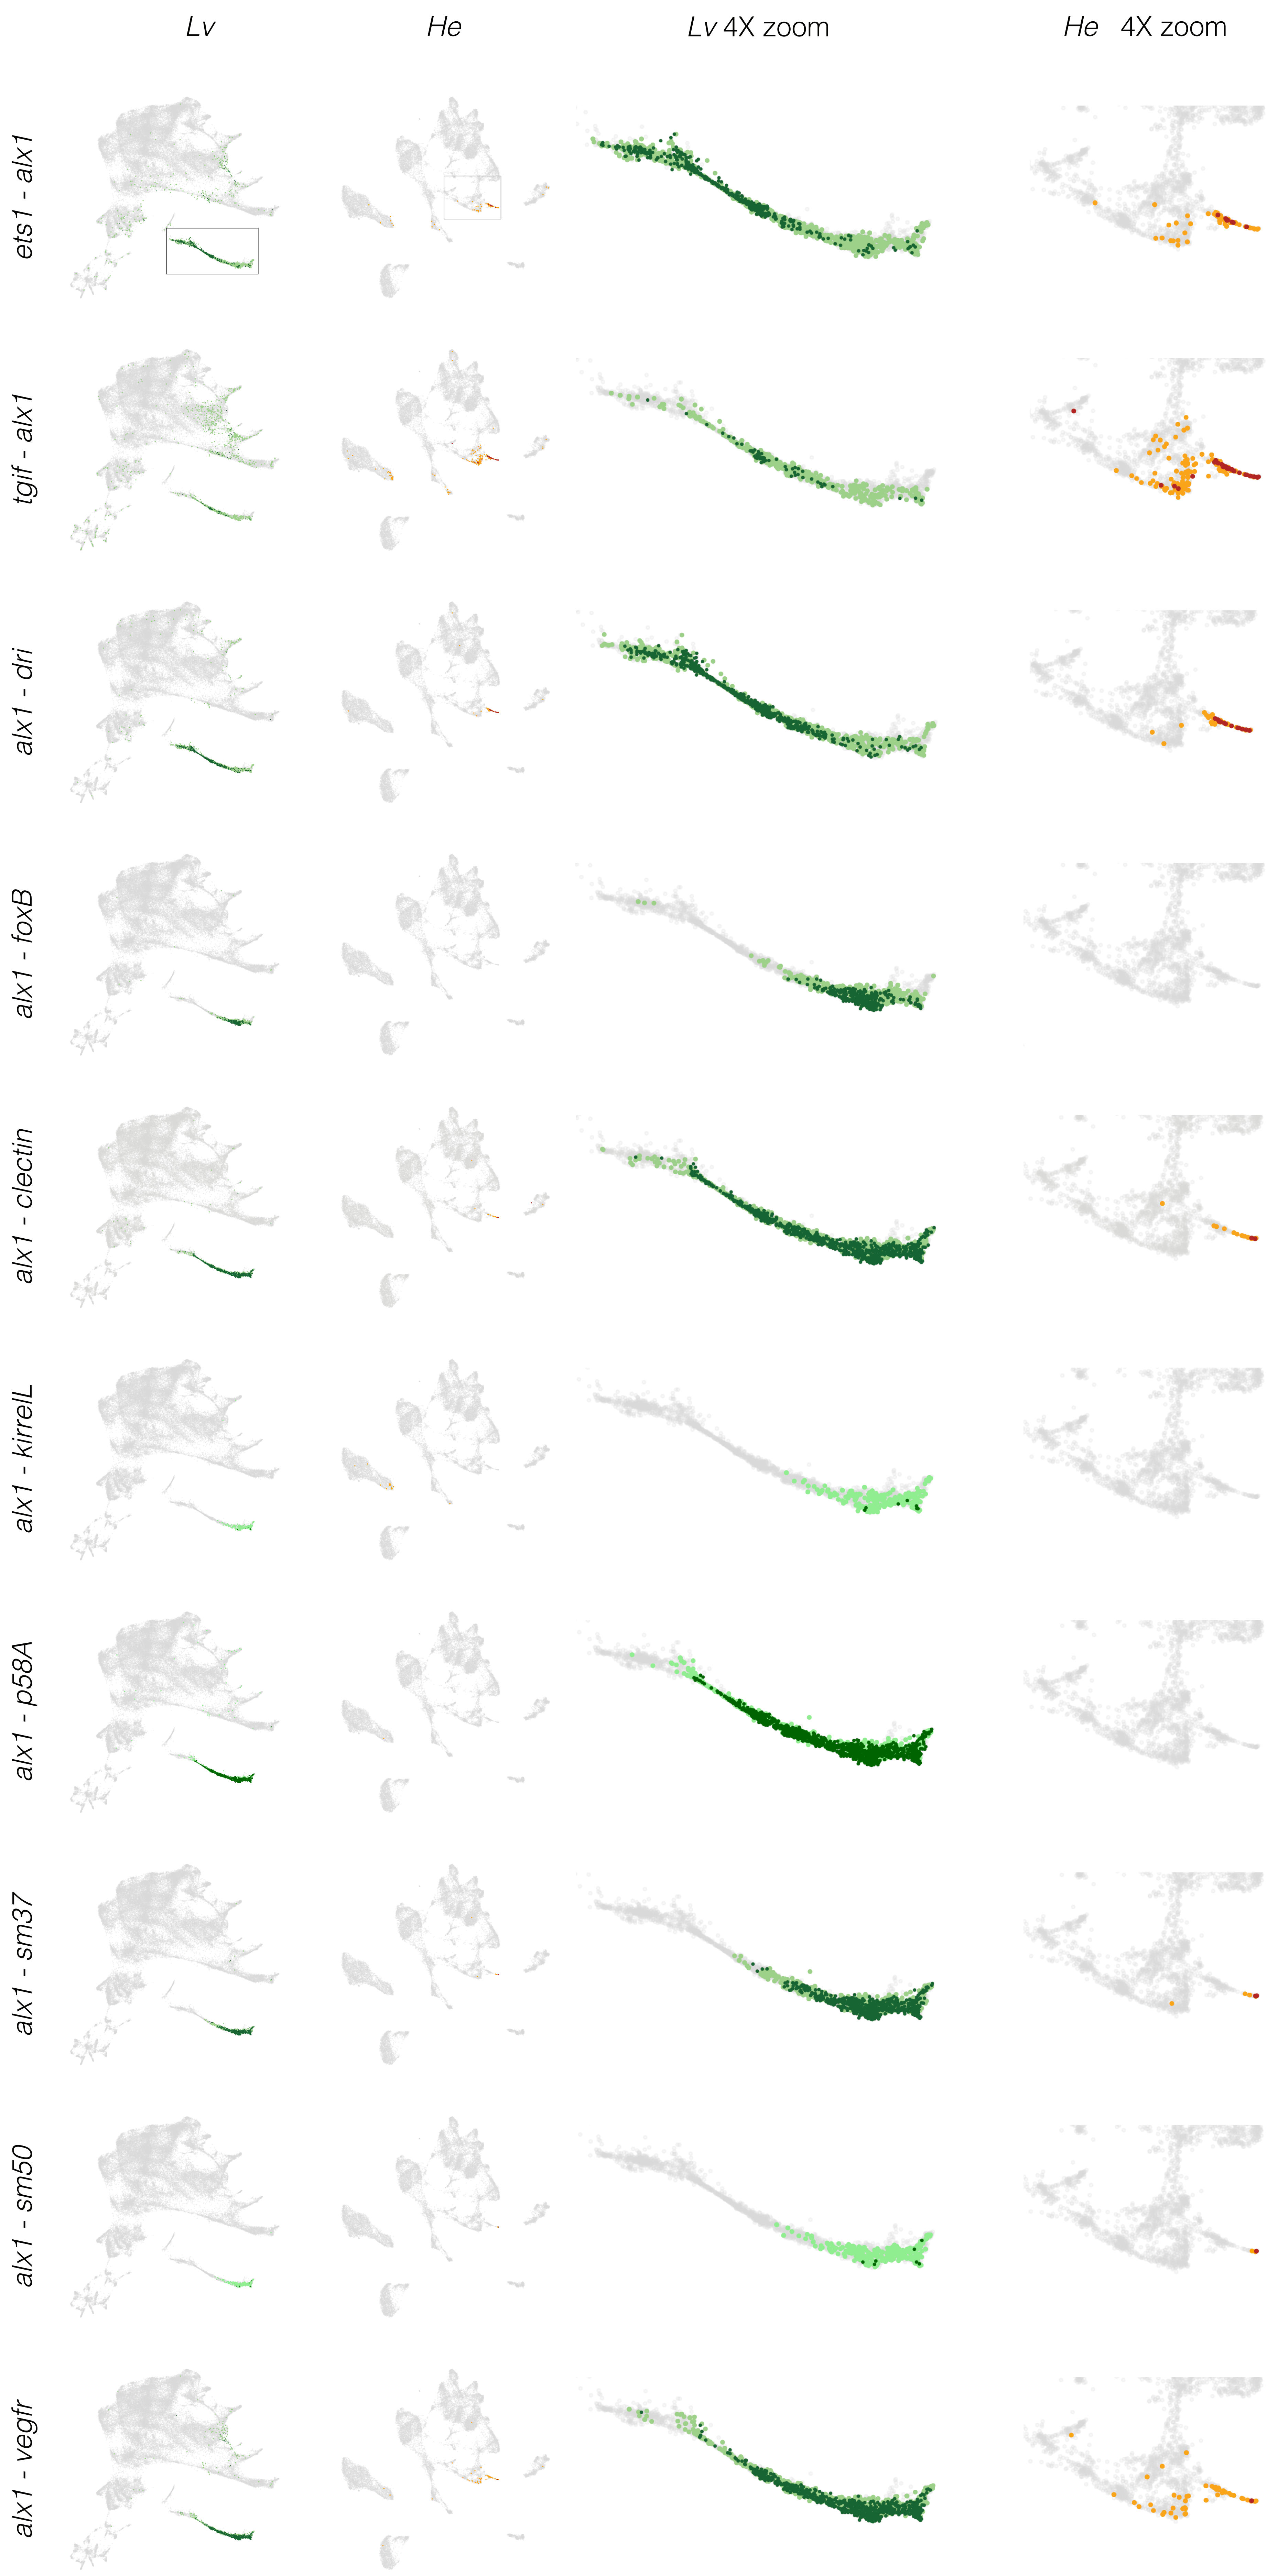 Lv He Lv 4X zoom He 4X zoom
ets1 - alx1
tgif - alx1
alx1 - dri
alx1 - foxB
alx1 - clectin
alx1 - kirrelL
alx1 - p58A
alx1 - sm37
alx1 - sm50
alx1 - vegfr